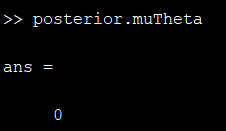 >> posterior.muTheta
ans =
0